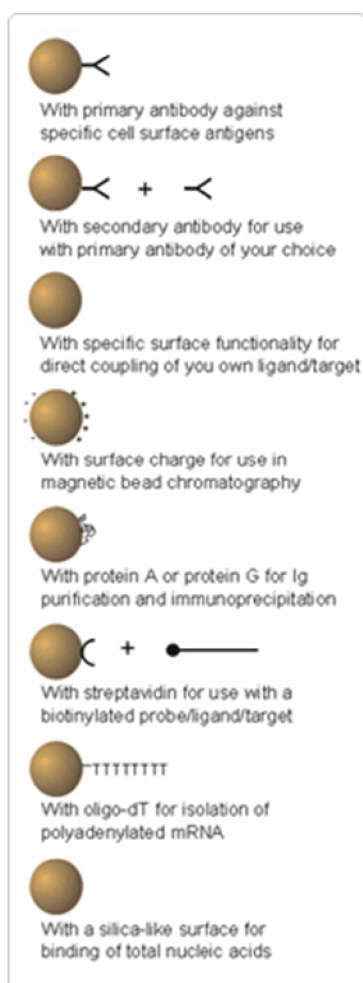 With primary antibody against
specific cell surface antigens
+
With secondary antibody for use
with primary antibody of your choice
With specific surface functionality for
direct coupling of you own ligand/target
With surface charge for use in
magnetic bead chromatography
With protein A or protein G for Ig
purification and immunoprecipitation
+
With streptavidin for use with a
biotinylated probe/ligand/target
TTTTTTTT
With oligo-dT for isolation of
polyadenylated mRNA
With a silica-like surface for
binding of total nucleic acids